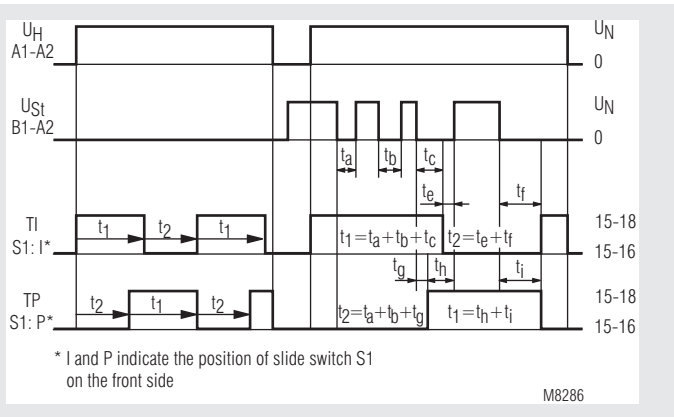 UH UN
A1-A2 0
USt UN
B1-A2 0
ta tb tc
te tf
TI t1 t2 t1 15-18
S1: I* t1=ta+tb+tc t2=te+tf 15-16
tg th ti
TP t2 t1 t2 15-18
S1: P* t2=ta+tb+tg t1=th+ti 15-16
* I and P indicate the position of slide switch S1
on the front side
M8286